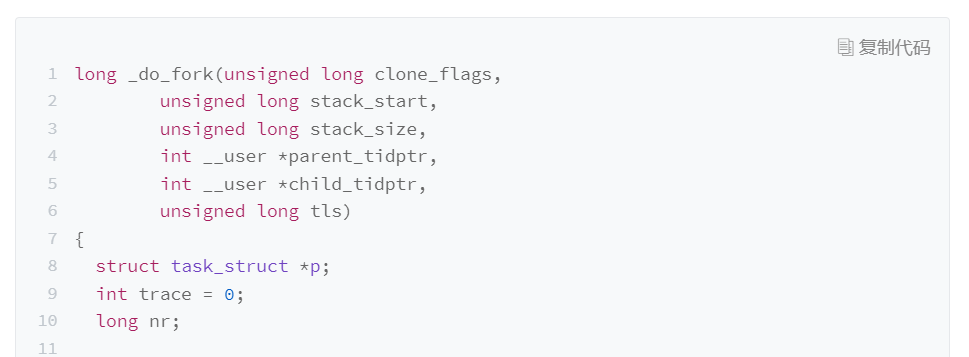 复制代码
1 long _do_fork(unsigned long clone_flags,
2         unsigned long stack_start,
3         unsigned long stack_size,
4         int __user *parent_tidptr,
5         int __user *child_tidptr,
6         unsigned long tls)
7 {
8   struct task_struct *p;
9   int trace = 0;
10   long nr;
11